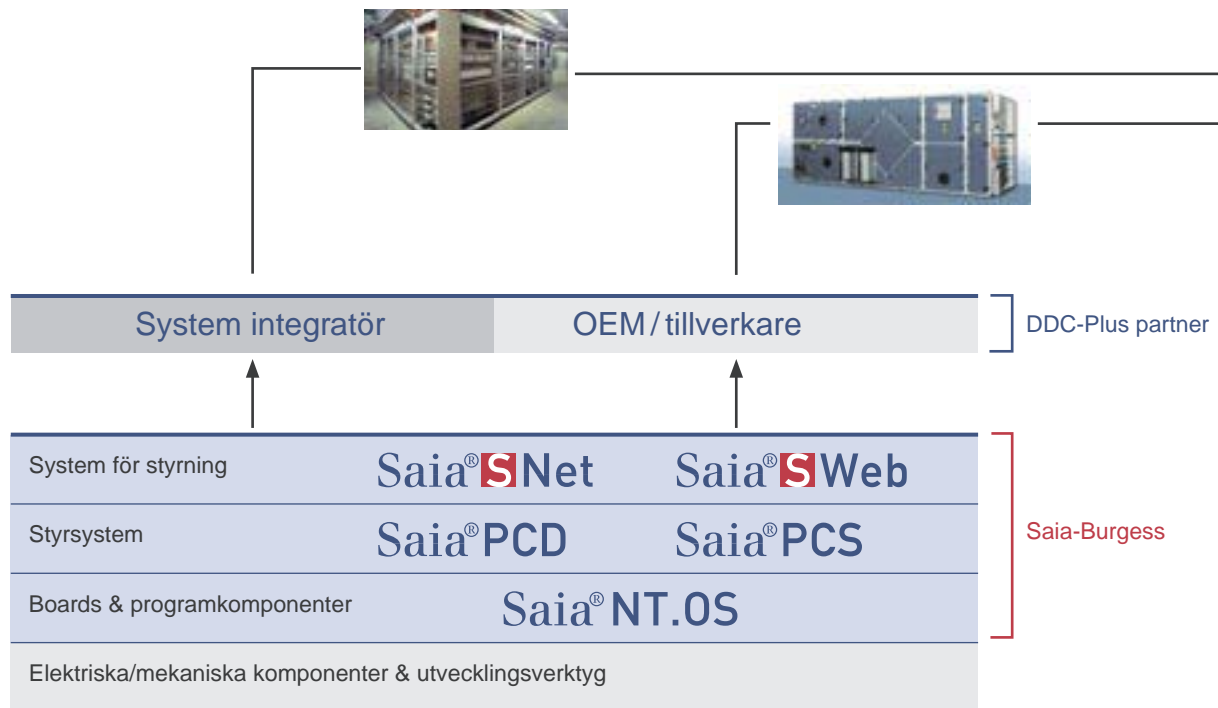 System integratör
OEM / tillverkare
DDC-Plus partner
System för styrning
Saia® S Net
Saia® S Web
Styrsystem
Saia® PCD
Saia® PCS
Saia-Burgess
Boards & programkomponenter
Saia® NT.OS
Elektriska/mekaniska komponenter & utvecklingsverktyg